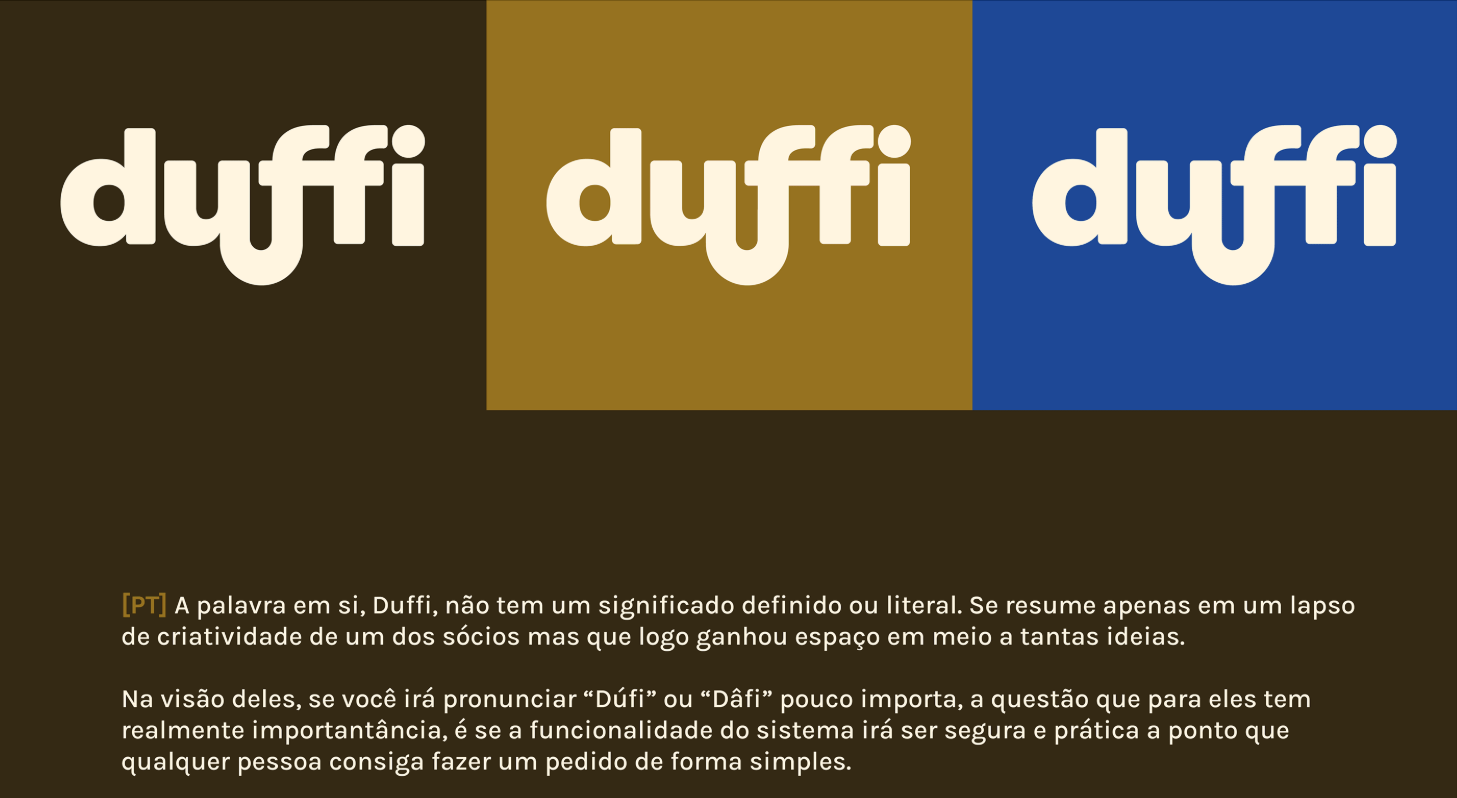 duffi duffi duffi
[PT] A palavra em si, Duffi, não tem um significado definido ou literal. Se resume apenas em um lapso
de criatividade de um dos sócios mas que logo ganhou espaço em meio a tantas ideias.
Na visão deles, se você irá pronunciar “Dúfi” ou “Dâfi” pouco importa, a questão que para eles tem
realmente importantância, é se a funcionalidade do sistema irá ser segura e prática a ponto que
qualquer pessoa consiga fazer um pedido de forma simples.